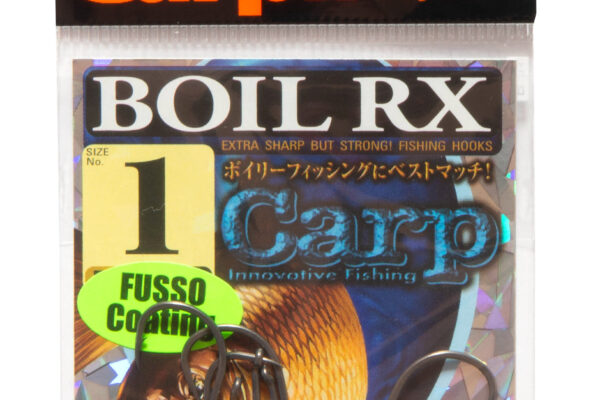 BOIL RX
EXTRA SHARP BUT STRONG! FISHING HOOKS
SIZE
No.
1
ボイリーフィッシングにベストマッチ!
Carp
Innovative Fishing
FUSSO
Coating